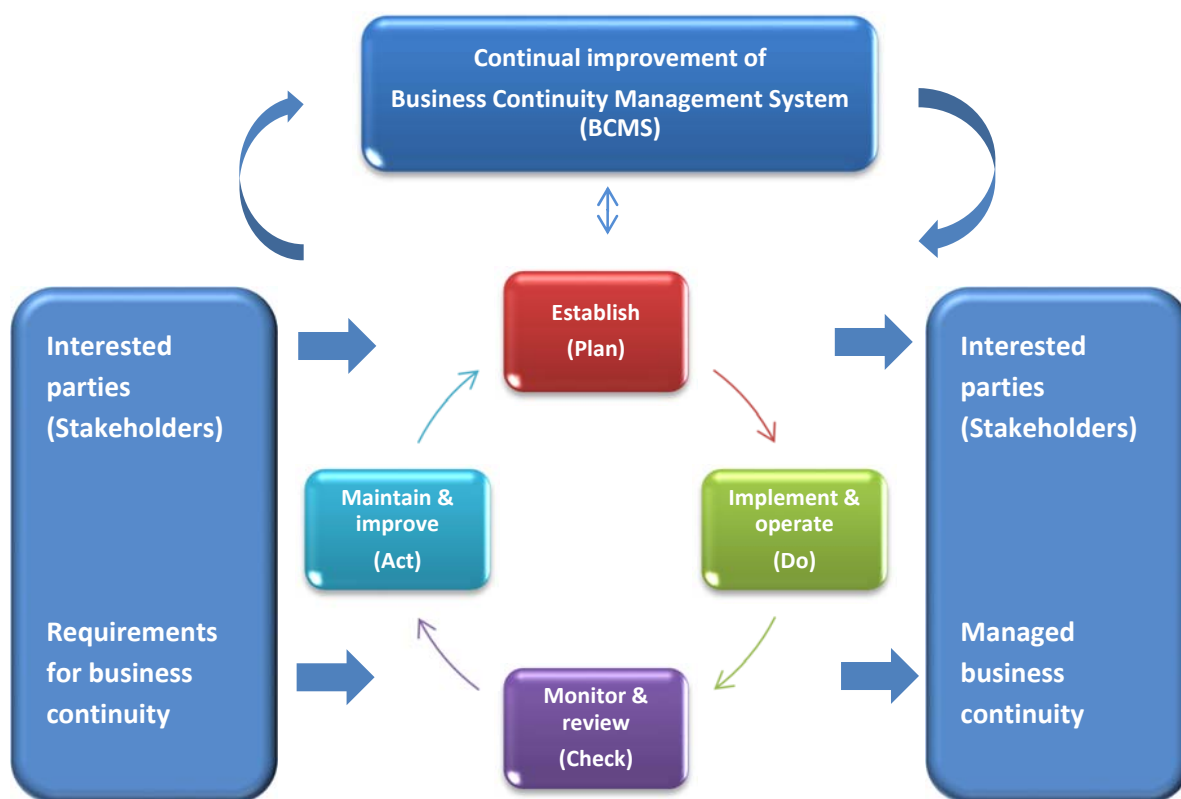 Continual improvement of
Business Continuity Management System
(BCMS)
Establish
(Plan)
Interested
parties
(Stakeholders)
Requirements
for business
continuity
Maintain &
improve
(Act)
Implement &
operate
(Do)
Monitor &
review
(Check)
Interested
parties
(Stakeholders)
Managed
business
continuity